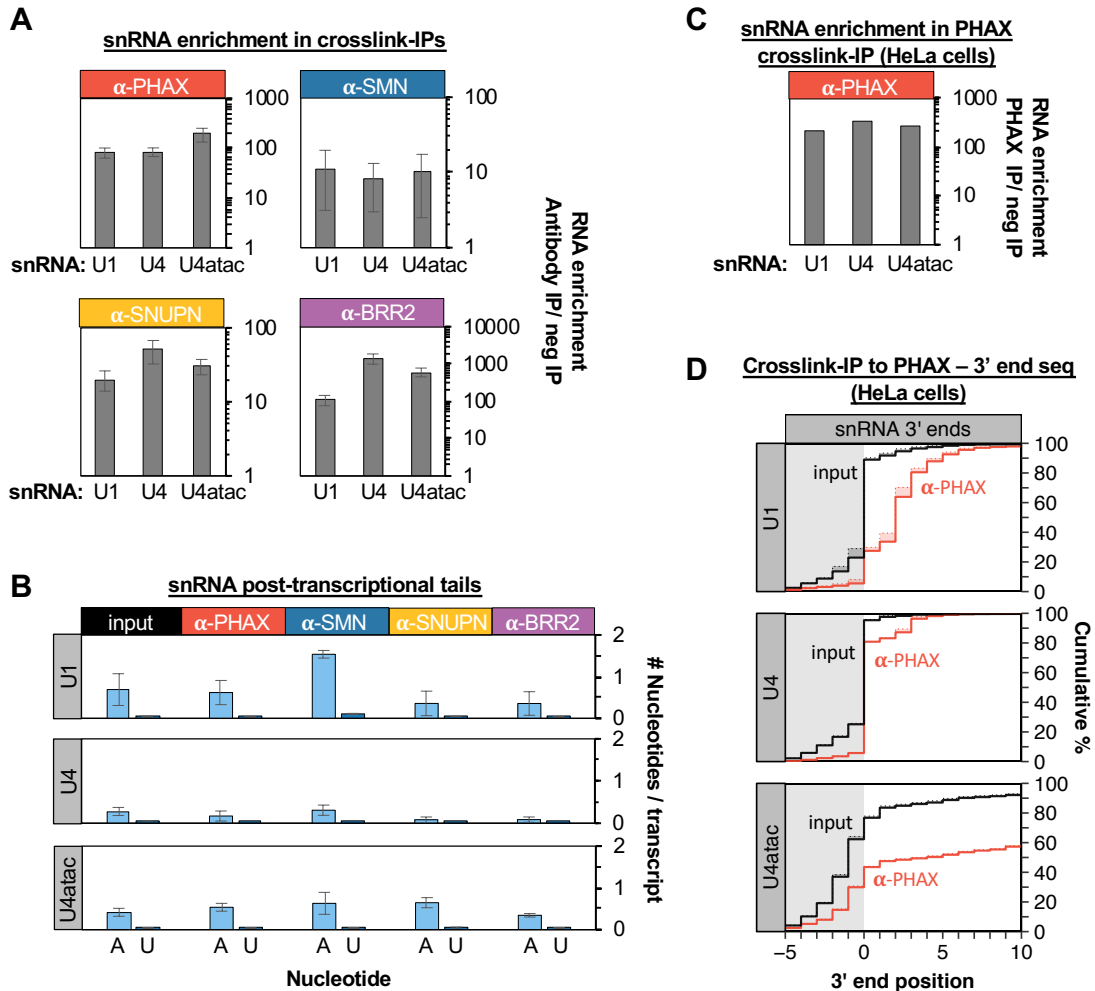 A
snRNA enrichment in crosslink-IPs
α-PHAX
1000
100
10
1
snRNA: U1 U4 U4atac
α-SMN
100
10
1
U1 U4 U4atac
α-SNUPN
100
10
1
snRNA: U1 U4 U4atac
α-BRR2
10000
1000
100
10
1
U1 U4 U4atac
RNA enrichment
Antibody IP/ neg IP
B
snRNA post-transcriptional tails
input α-PHAX α-SMN α-SNUPN α-BRR2
U1
2
1
0
U4
2
1
0
U4atac
2
1
0
# Nucleotides / transcript
A U A U A U A U A U
Nucleotide
C
snRNA enrichment in PHAX
crosslink-IP (HeLa cells)
α-PHAX
1000
100
10
1
snRNA: U1 U4 U4atac
RNA enrichment
PHAX IP/ neg IP
D
Crosslink-IP to PHAX – 3' end seq
(HeLa cells)
snRNA 3' ends
U1
input
α-PHAX
100
80
60
40
20
0
U4
input
α-PHAX
100
80
60
40
20
0
U4atac
input
α-PHAX
100
80
60
40
20
0
Cumulative %
−5 0 5 10
3' end position